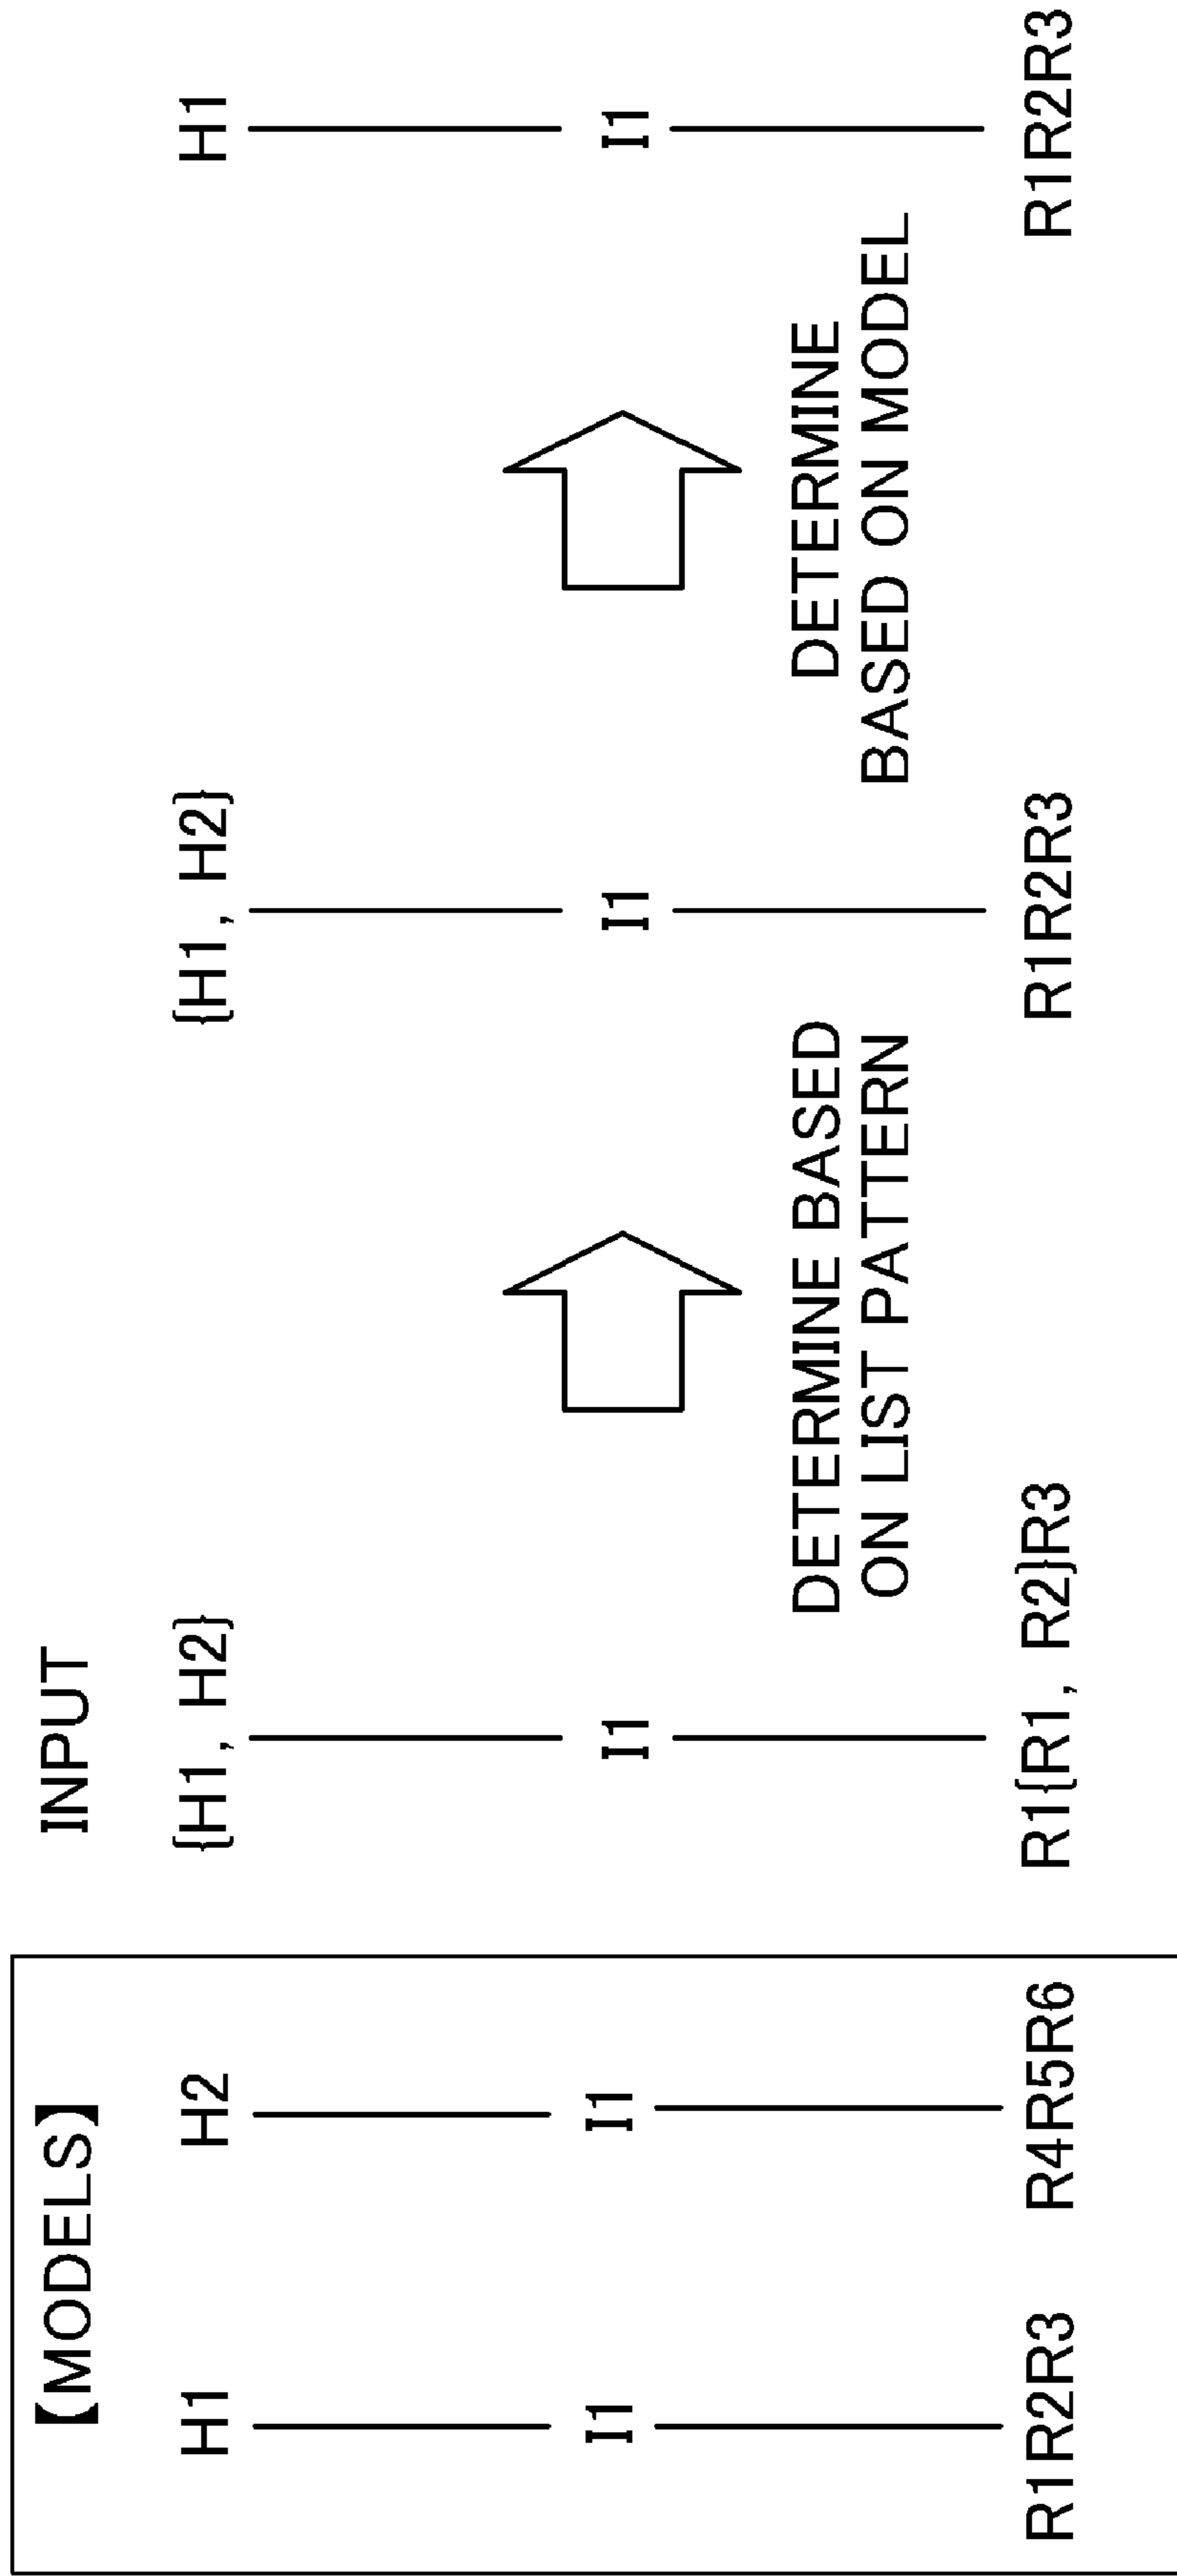 【MODELS】
H1
I1
R1R2R3
H2
I1
R4R5R6
INPUT
{H1, H2}
I1
R1{R1, R2}R3
DETERMINE BASED
ON LIST PATTERN
{H1, H2}
I1
R1R2R3
DETERMINE
BASED ON MODEL
H1
I1
R1R2R3